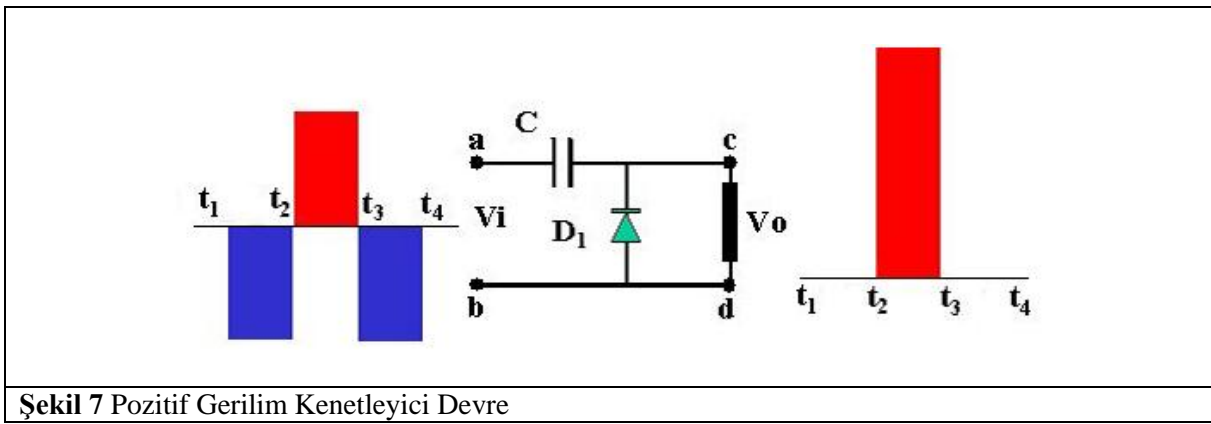 C
a
c
t1 t2 t3 t4 Vi D1 Vo
b
d
t1 t2 t3 t4
Şekil 7 Pozitif Gerilim Kenetleyici Devre